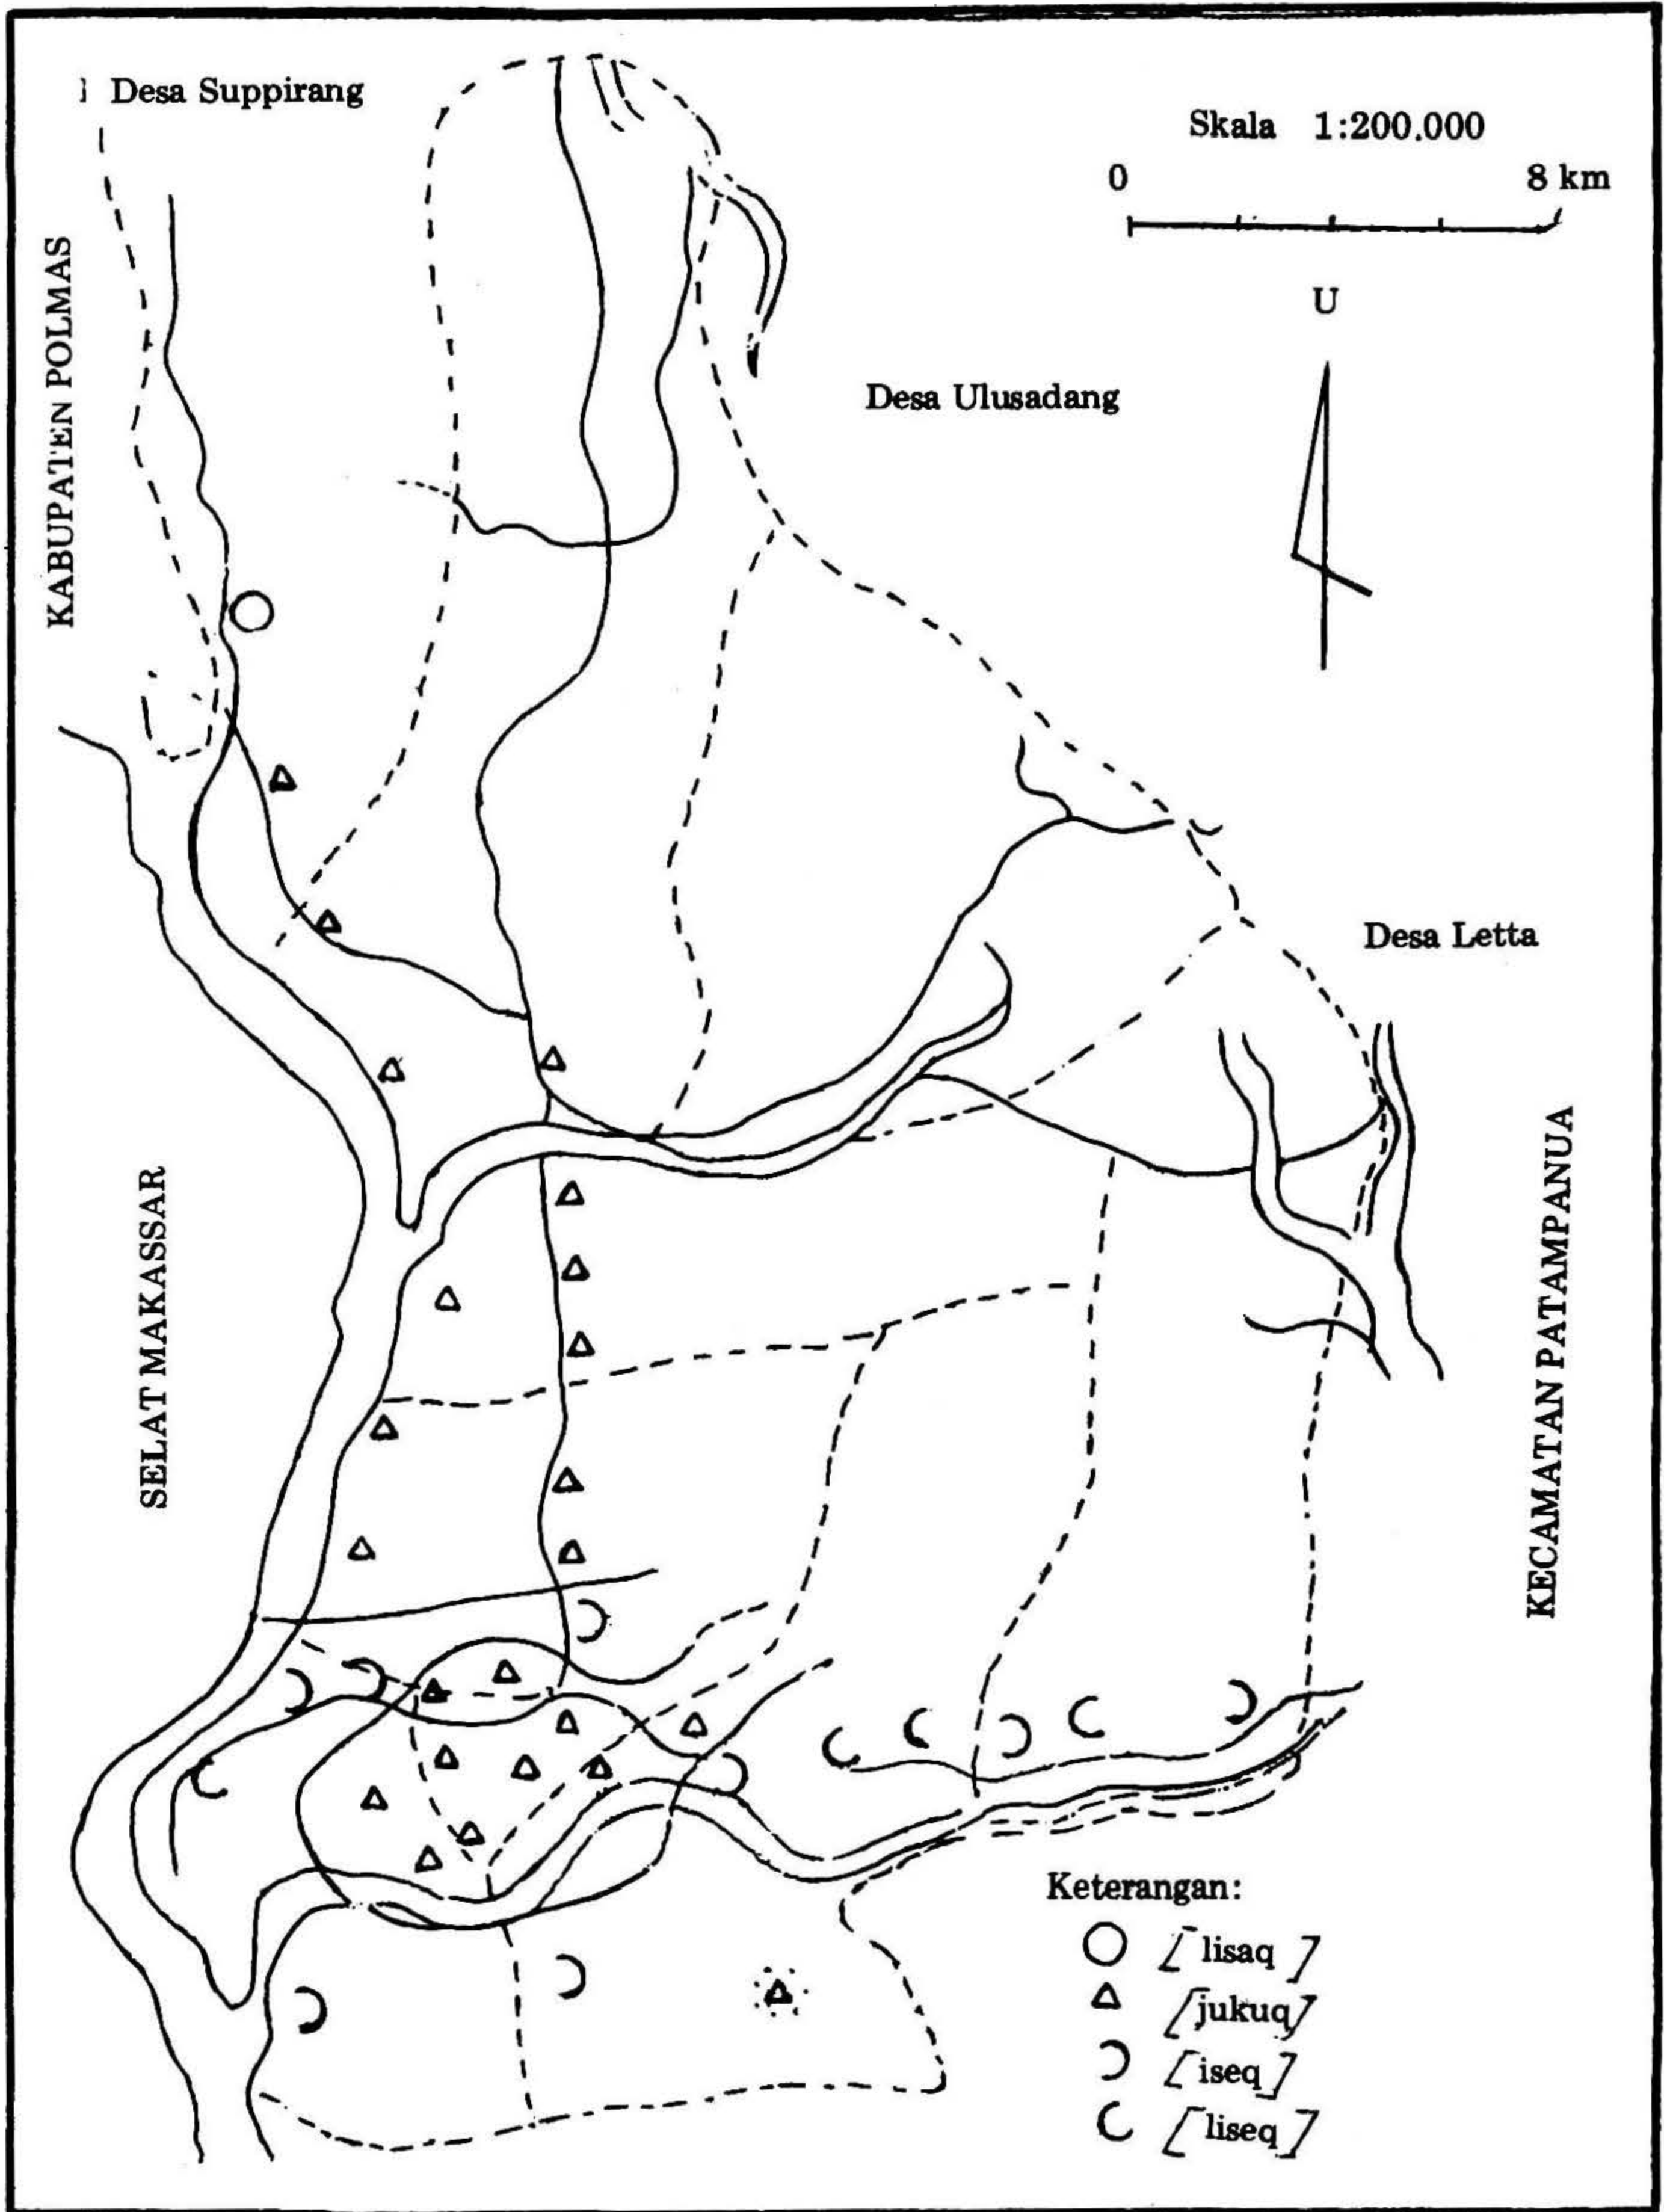 Desa Suppirang
Skala 1:200.000
0 8 km
U
KABUPATEN POLMAS
Desa Ulusadang
Desa Letta
SELAT MAKASSAR
KECAMATAN PATAMPANUA
Keterangan:
[lisaq]
[jukuq]
[iseq]
[liseq]